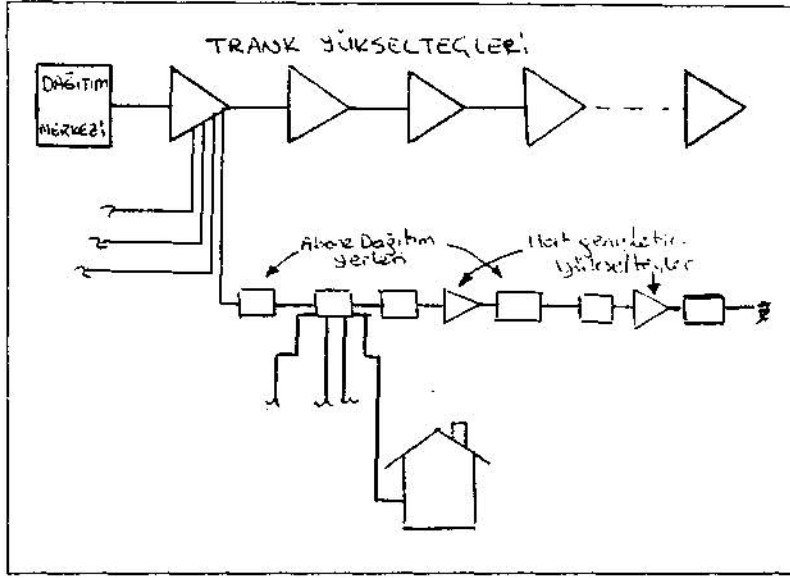 TRANK YÜKSELTEÇLERİ
DAĞITIM
MERKEZİ
Abone Dağıtım
yerleri
Hat genişletici
yükselteçler